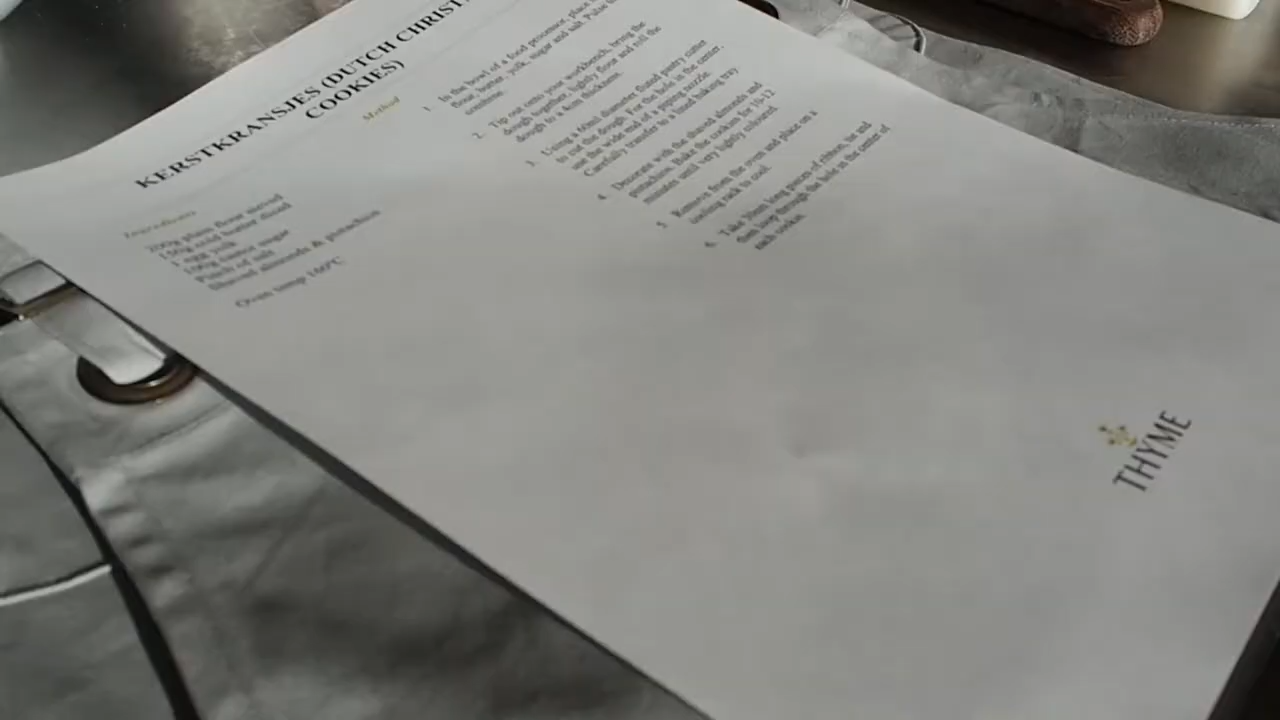 KERSTKRANSJES (DUTCH CHRIST
COOKIES)
Ingredients
200g plain flour sieved
150g cold butter diced
1 egg yolk
100g caster sugar
Pinch of salt
Slivered almonds & pistachios
Oven temp 160°C
Method
1. In the bowl of a food processor, place the
flour, butter, yolk, sugar and salt. Pulse
combine.
2. Tip out onto your workbench, bring the
dough together, lightly flour and roll the
dough to a 4cm thickness.
3. Using a 60ml diameter fluted pastry cutter
to cut the dough. For the hole in the center,
use the wide end of a piping nozzle.
Carefully transfer to a lined baking tray
4. Decorate with the shaved almonds and
pistachios. Bake the cookies for 10-12
minutes until very lightly coloured
5. Remove from the oven and place on a
cooling rack to cool.
6. Take 30cm long pieces of ribbon, tie and
then loop through the hole in the center of
each cookie.
THYME